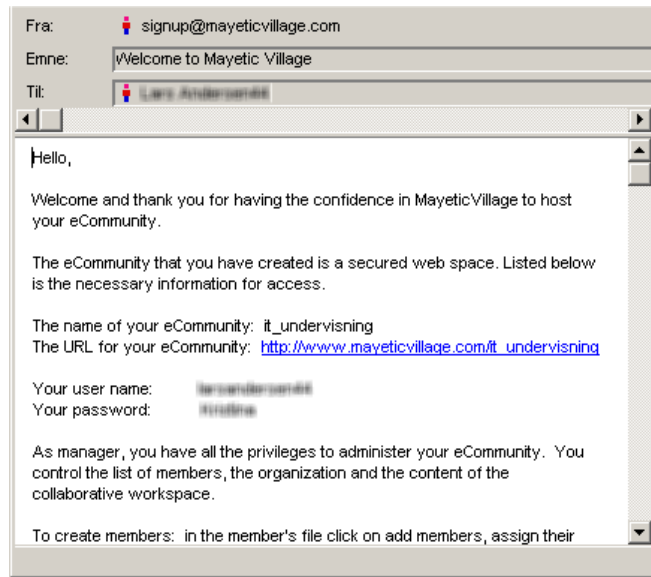 Fra: signup@mayeticvillage.com
Emne: Welcome to Mayetic Village
Til:
Hello,
Welcome and thank you for having the confidence in MayeticVillage to host
your eCommunity.
The eCommunity that you have created is a secured web space. Listed below
is the necessary information for access.
The name of your eCommunity: it_undervisning
The URL for your eCommunity: http://www.mayeticvillage.com/it_undervisning
Your user name:
Your password:
As manager, you have all the privileges to administer your eCommunity. You
control the list of members, the organization and the content of the
collaborative workspace.
To create members: in the member's file click on add members, assign their